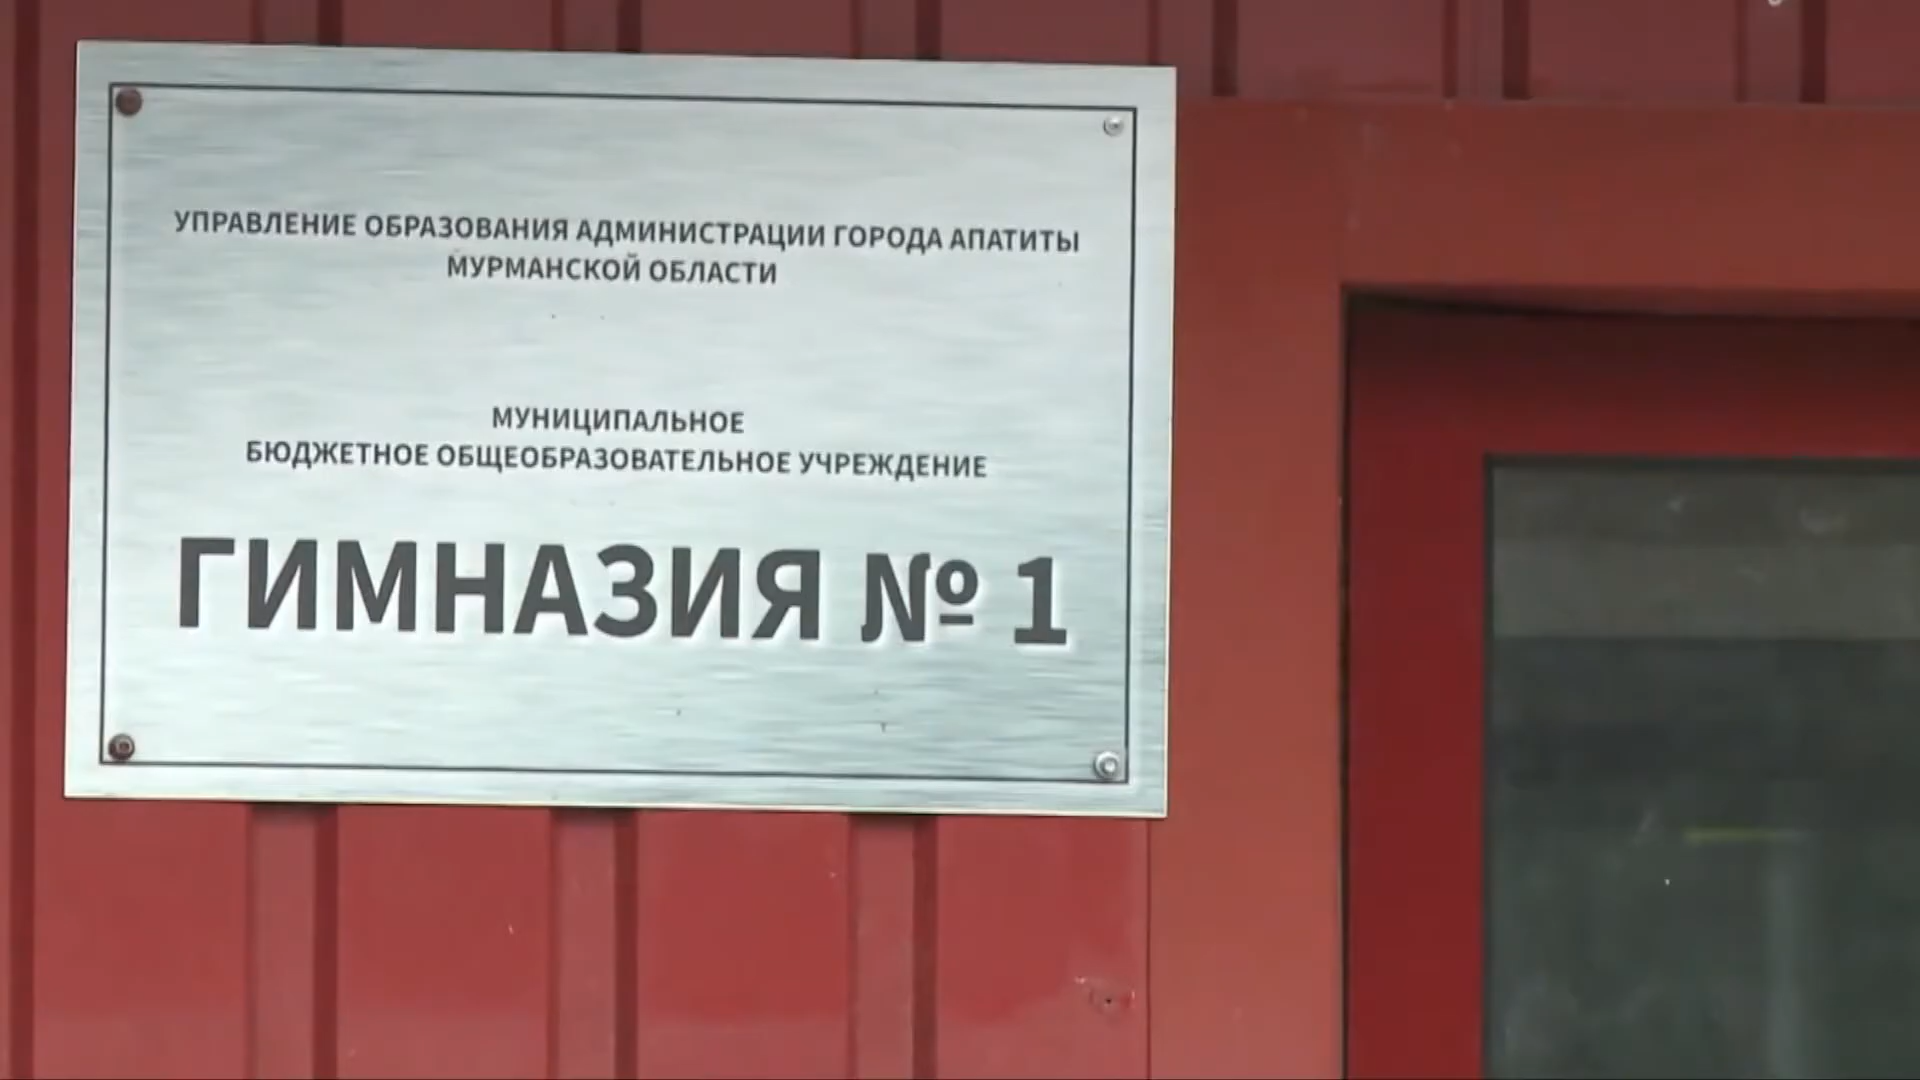 УПРАВЛЕНИЕ ОБРАЗОВАНИЯ АДМИНИСТРАЦИИ ГОРОДА АПАТИТЫ
МУРМАНСКОЙ ОБЛАСТИ
МУНИЦИПАЛЬНОЕ
БЮДЖЕТНОЕ ОБЩЕОБРАЗОВАТЕЛЬНОЕ УЧРЕЖДЕНИЕ
ГИМНАЗИЯ № 1